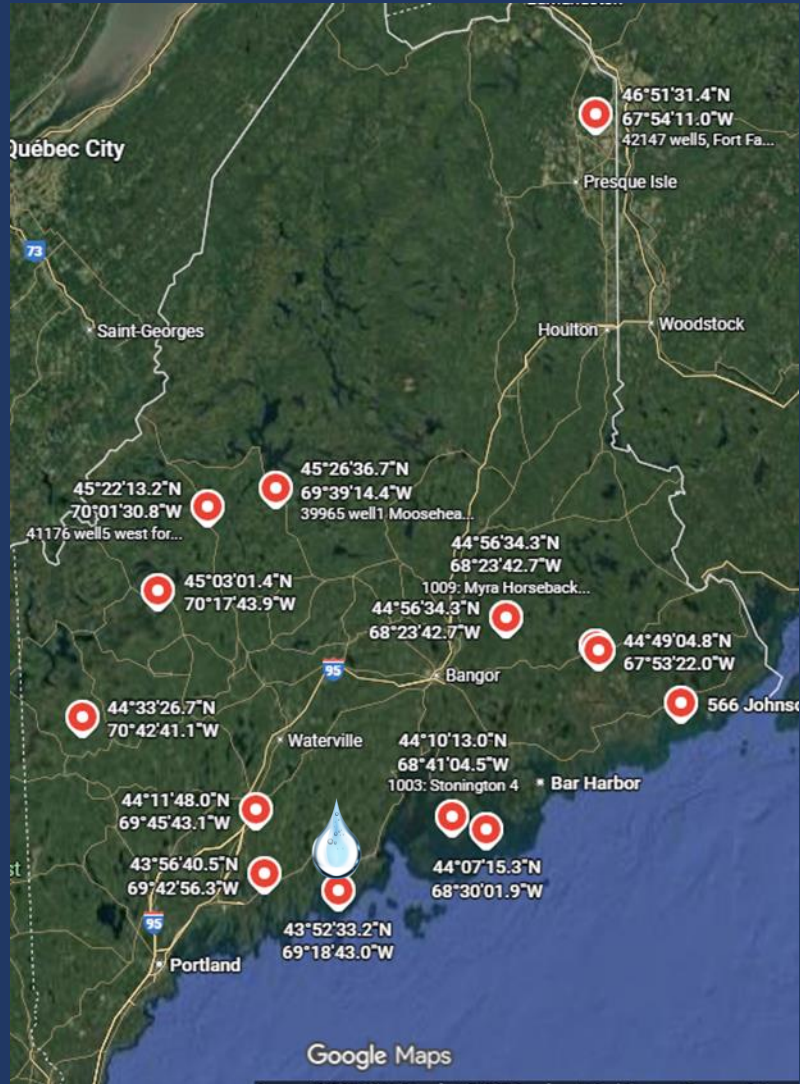 46°51'31.4"N
67°54'11.0"W
42147 well5, Fort Fa...
Québec City
Presque Isle
73
Houlton
Woodstock
Saint-Georges
45°26'36.7"N
69°39'14.4"W
39965 well1 Moosehea...
45°22'13.2"N
70°01'30.8"W
41176 well5 west for...
44°56'34.3"N
68°23'42.7"W
1009: Myra Horseback...
45°03'01.4"N
70°17'43.9"W
44°56'34.3"N
68°23'42.7"W
44°49'04.8"N
67°53'22.0"W
95
Bangor
566 Johnso
44°33'26.7"N
70°42'41.1"W
Waterville
44°10'13.0"N
68°41'04.5"W
1003: Stonington 4
Bar Harbor
44°11'48.0"N
69°45'43.1"W
43°56'40.5"N
69°42'56.3"W
44°07'15.3"N
68°30'01.9"W
95
43°52'33.2"N
69°18'43.0"W
Portland
Google Maps